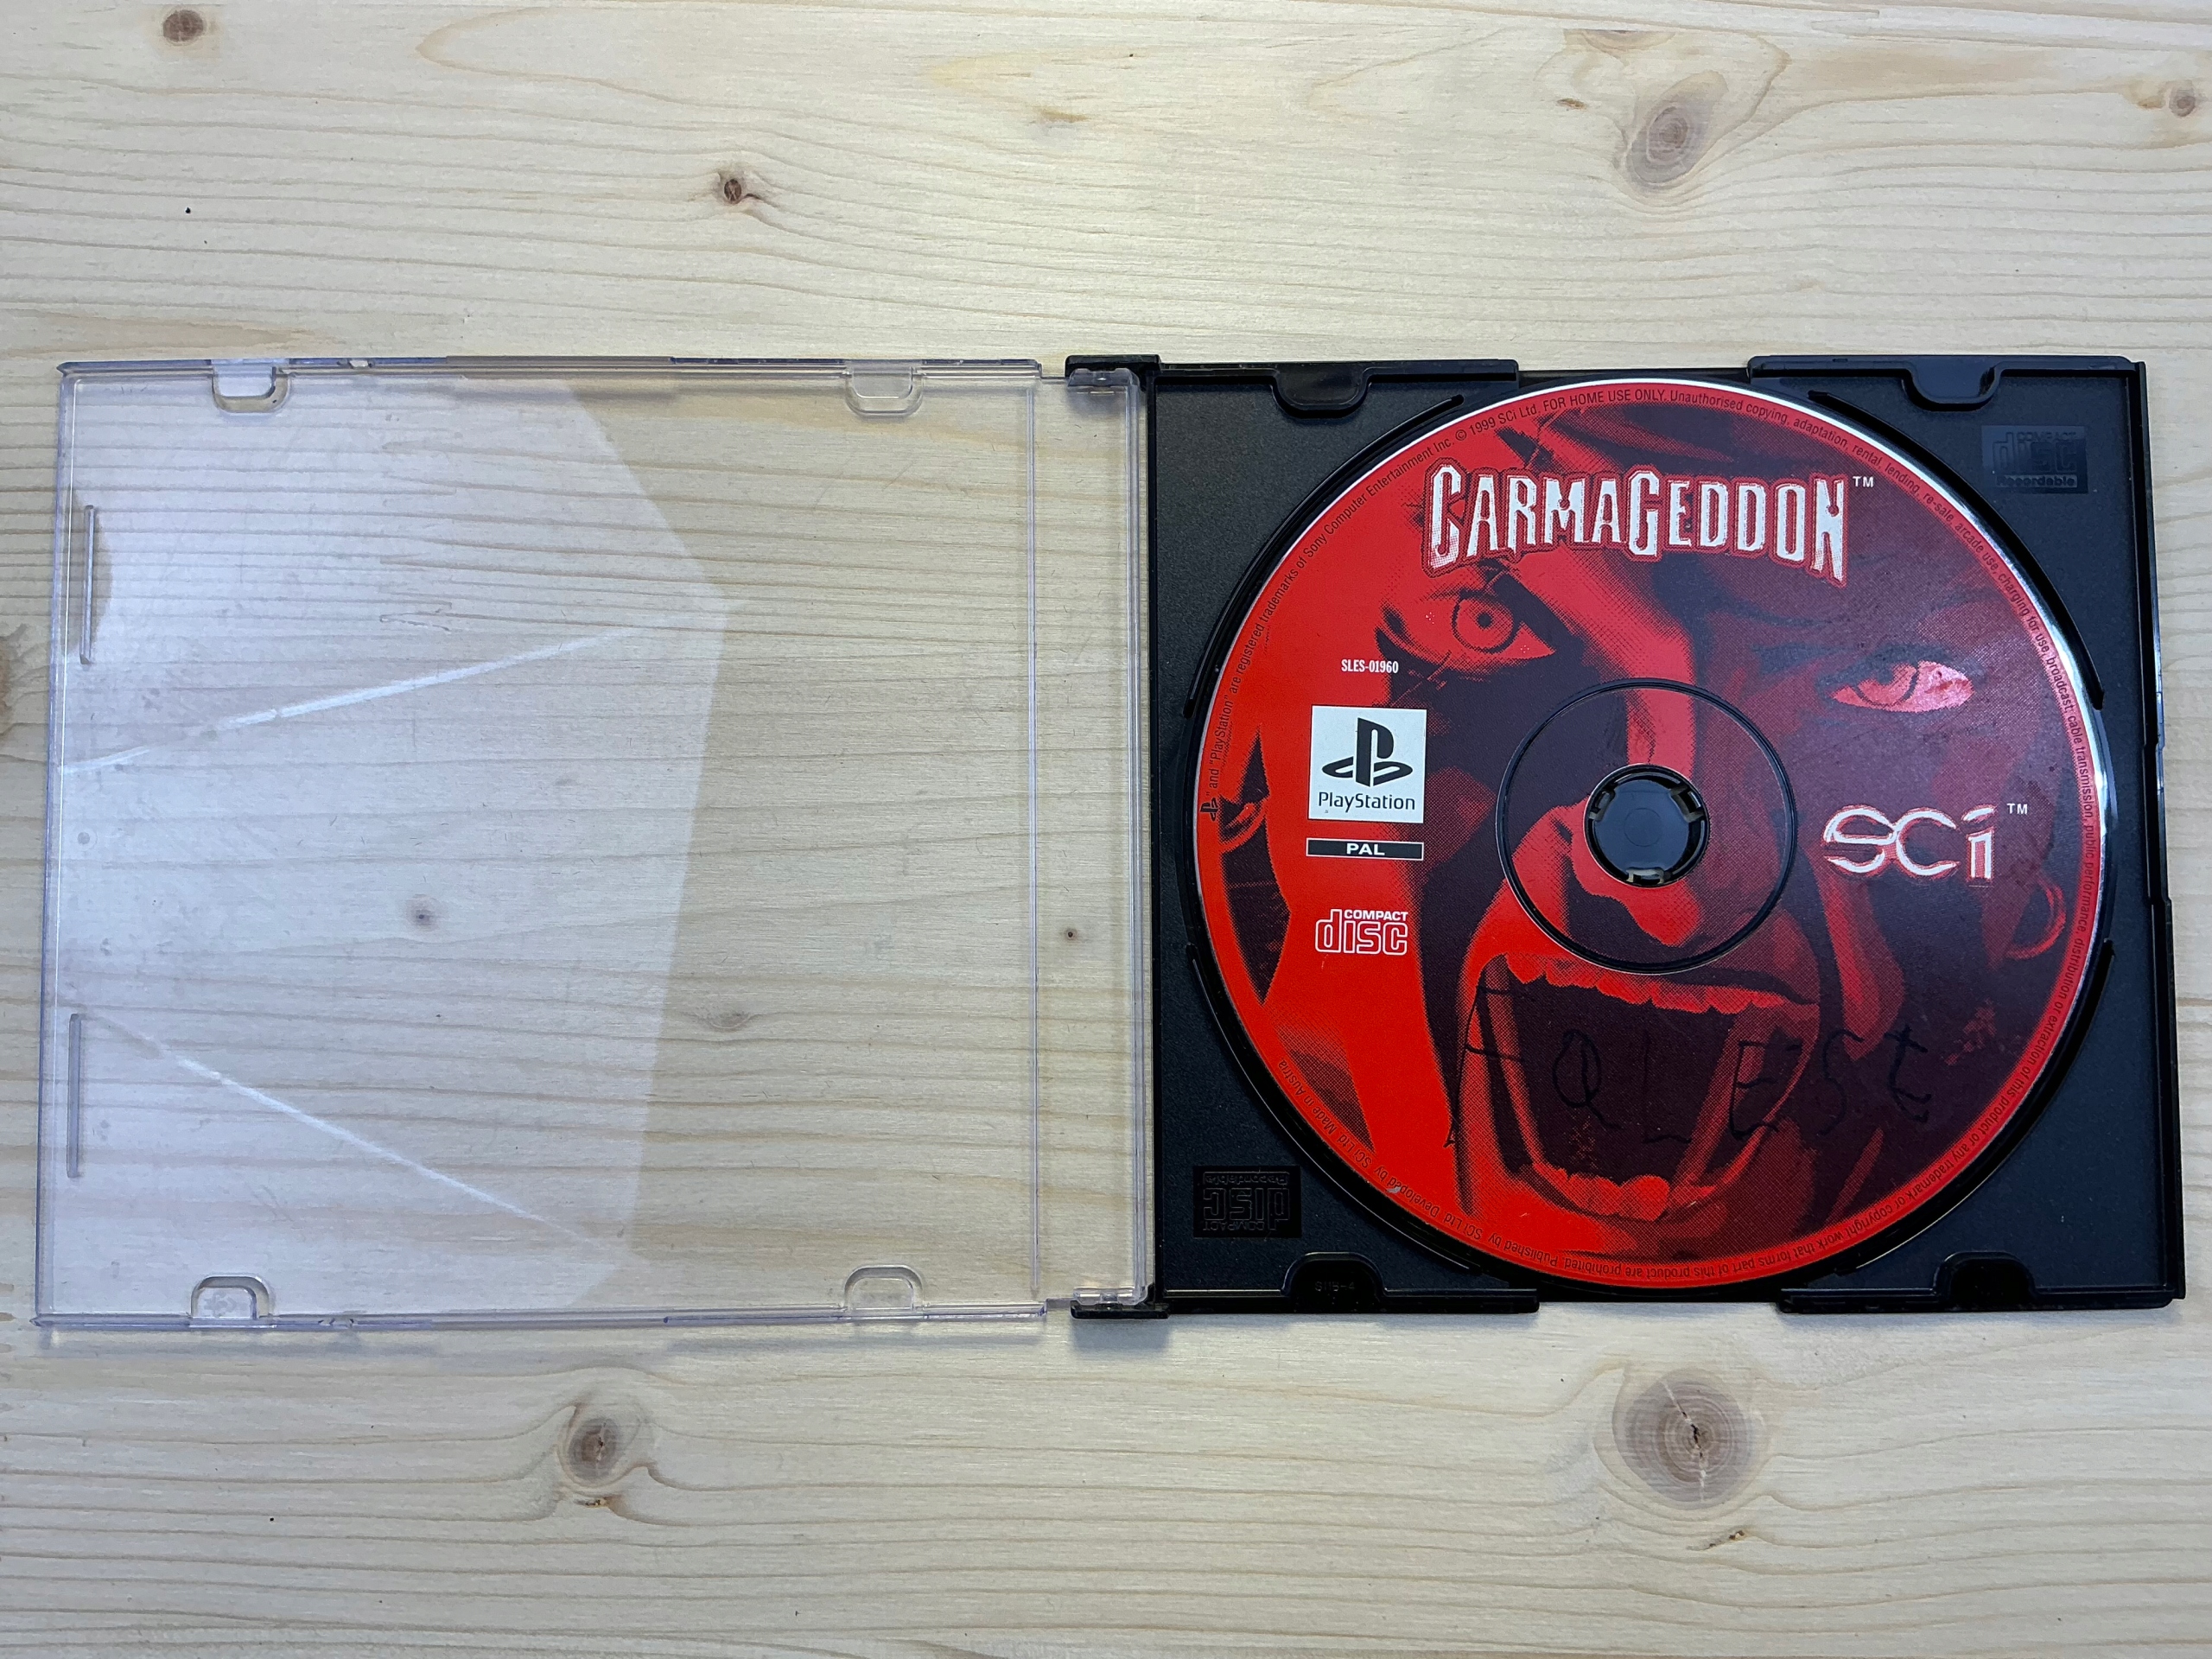 CARMAGEDDON™
SLES-01960
PlayStation
PAL
COMPACT
disc
SCi™
" and "PlayStation" are registered trademarks of Sony Computer Entertainment Inc. © 1999 SCi Ltd. FOR HOME USE ONLY. Unauthorised copying, adaptation, rental, lending, re-sale, arcade use, charging for use, broadcast, cable transmission, public performance, distribution or extraction of this product or any trademark or copyright work that forms part of this product are prohibited. Published by SCi Ltd. Developed by SCi Ltd. Made in Austria.
COMPACT
disc
Recordable
COMPACT
disc
Recordable